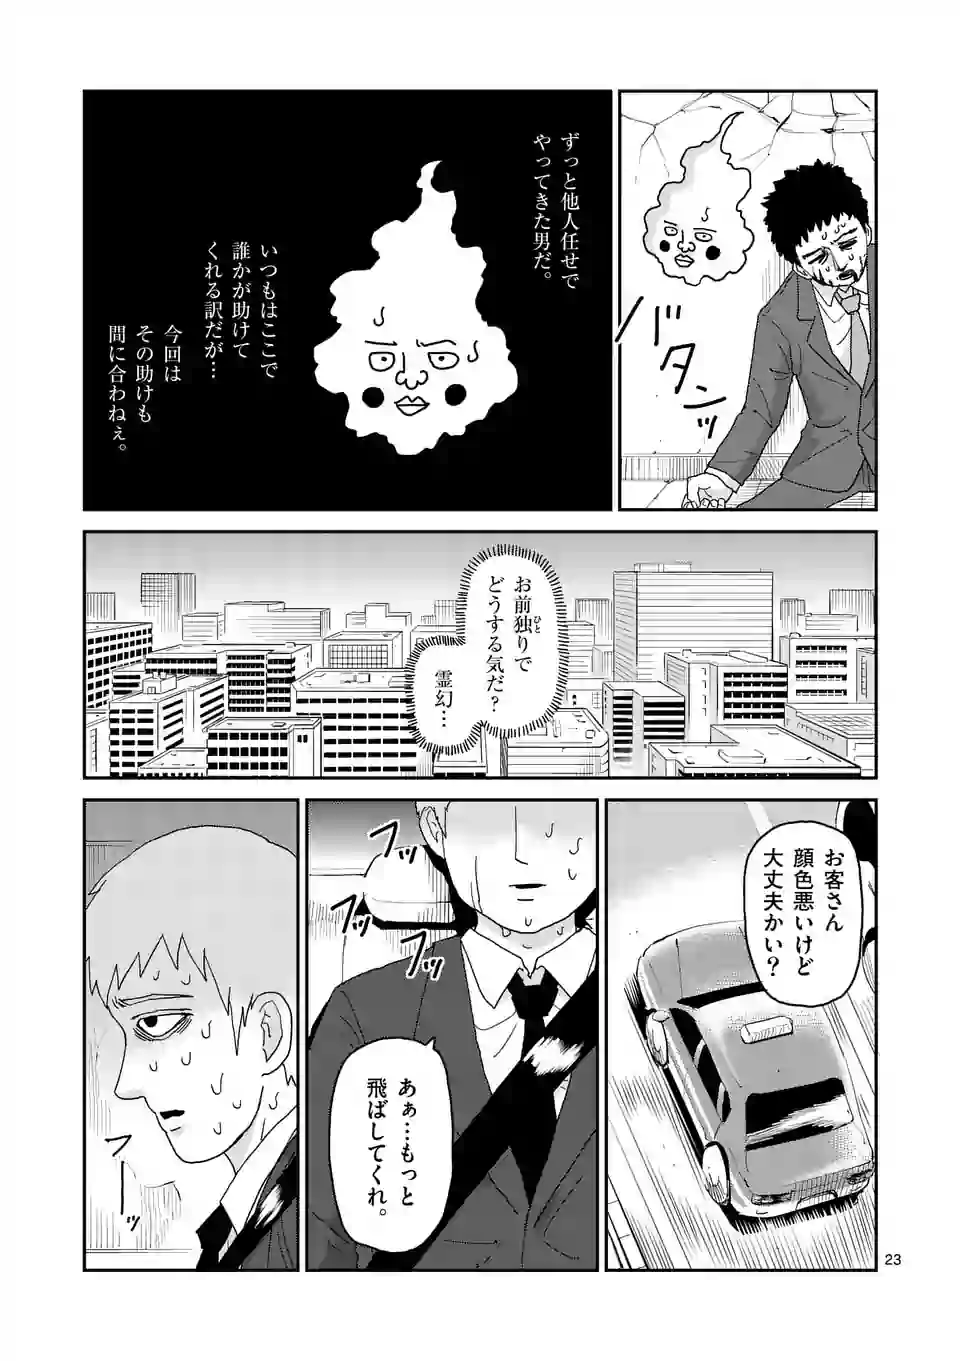 バタンッ
ずっと他人任せで
やってきた男だ。
いつもはここで
誰かが助けて
くれる訳だが…
今回は
その助けも
間に合わねぇ。
お前独りで
ひと
どうする気だ?
霊幻…
お客さん
顔色悪いけど
大丈夫かい?
フッ
フッ
あぁ…もっと
飛ばしてくれ。
フーッ
23